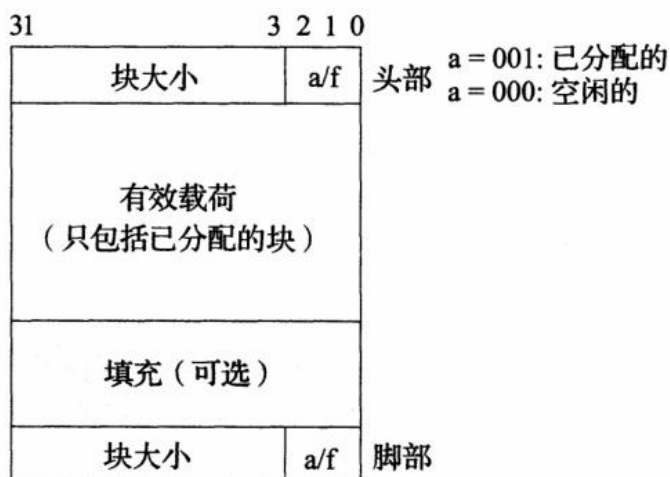 31 3 2 1 0
块大小 a/f 头部 a = 001: 已分配的
a = 000: 空闲的
有效载荷
（只包括已分配的块）
填充（可选）
块大小 a/f 脚部